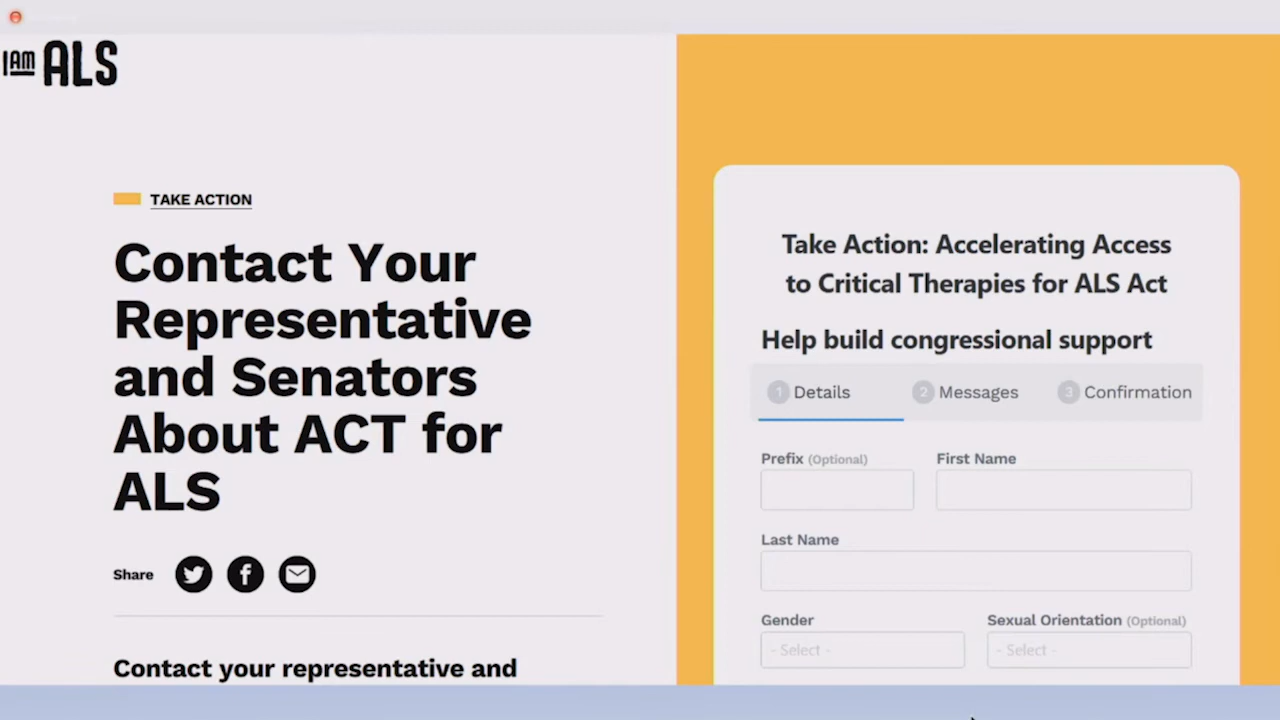 I AM ALS
TAKE ACTION
Contact Your
Representative
and Senators
About ACT for
ALS
Share
Contact your representative and
Take Action: Accelerating Access
to Critical Therapies for ALS Act
Help build congressional support
1 Details 2 Messages 3 Confirmation
Prefix (Optional) First Name
Last Name
Gender Sexual Orientation (Optional)
- Select - - Select -